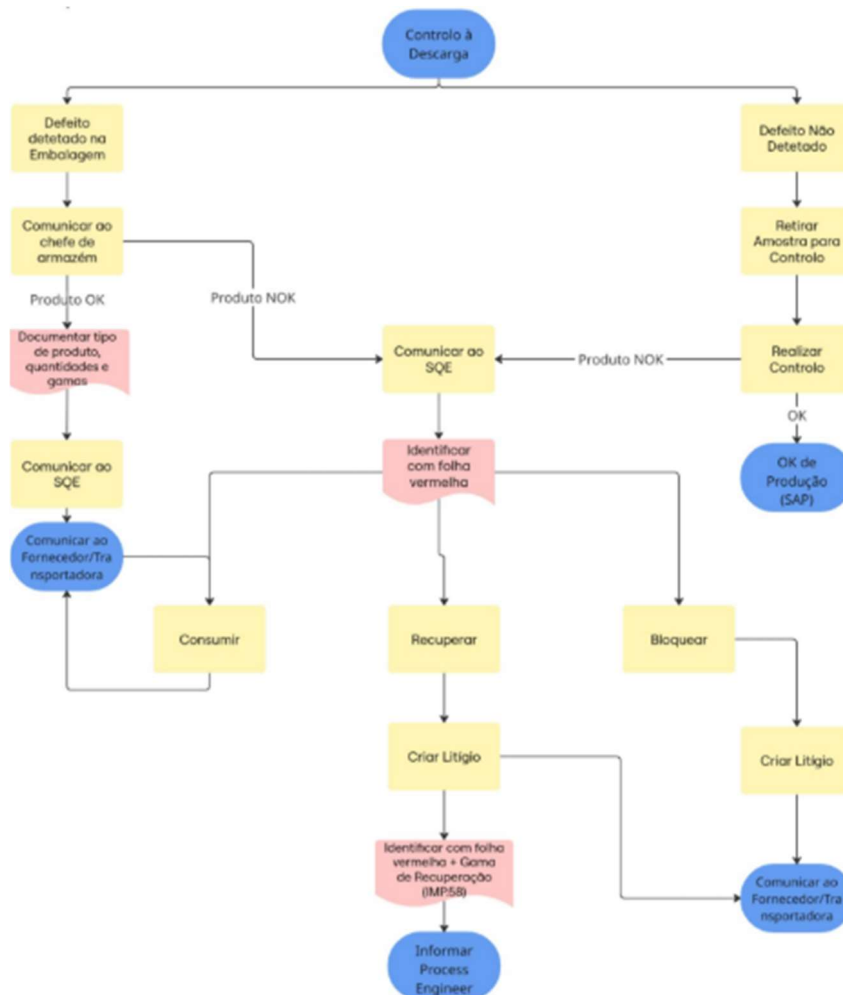 Controlo à
Descarga
Defeito
detetado na
Embalagem
Defeito Não
Detetado
Comunicar ao
chefe de
armazém
Retirar
Amostra para
Controlo
Produto OK
Produto NOK
Documentar tipo
de produto,
quantidades e
gamas
Comunicar ao
SQE
Produto NOK
Realizar
Controlo
OK
Comunicar ao
SQE
Identificar
com folha
vermelha
OK de
Produção
(SAP)
Comunicar ao
Fornecedor/Tra
nsportadora
Consumir
Recuperar
Bloquear
Criar Litígio
Criar Litígio
Identificar com folha
vermelha + Gama
de Recuperação
(IMP.58)
Comunicar ao
Fornecedor/Tra
nsportadora
Informar
Process
Engineer